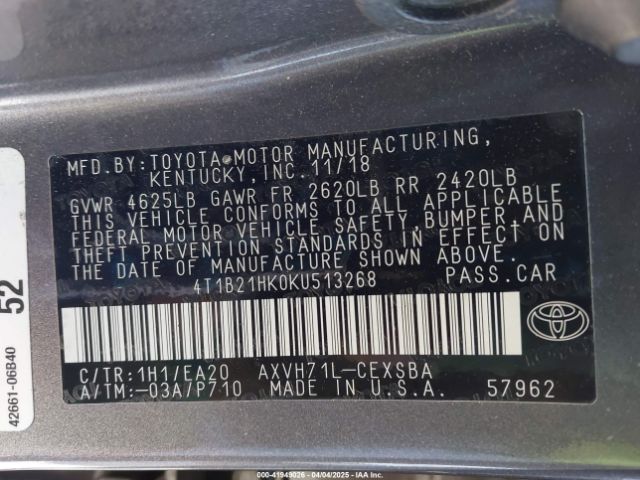 MFD.BY:TOYOTA MOTOR MANUFACTURING,
KENTUCKY, INC. 11/18
GVWR 4625LB GAWR FR 2620LB RR 2420LB
THIS VEHICLE CONFORMS TO ALL APPLICABLE
FEDERAL MOTOR VEHICLE SAFETY, BUMPER, AND
THEFT PREVENTION STANDARDS IN EFFECT ON
THE DATE OF MANUFACTURE SHOWN ABOVE.
4T1B21HK0KU513268 PASS.CAR
C/TR:1H1/EA20 AXVH71L-CEXSBA
A/TM:-03A/P710 MADE IN U.S.A. 57962
52
42661-06B40
000-41949026 - 04/04/2025 - IAAI.COM